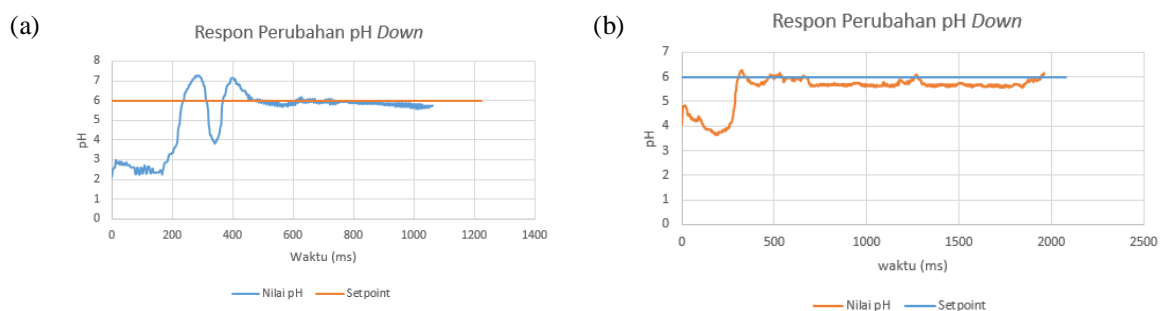 (a)
Respon Perubahan pH Down
8
7
6
5
4
3
2
1
0
pH
0 200 400 600 800 1000 1200 1400
Waktu (ms)
Nilai pH Setpoint
(b)
Respon Perubahan pH Down
7
6
5
4
3
2
1
0
pH
0 500 1000 1500 2000 2500
waktu (ms)
Nilai pH Setpoint